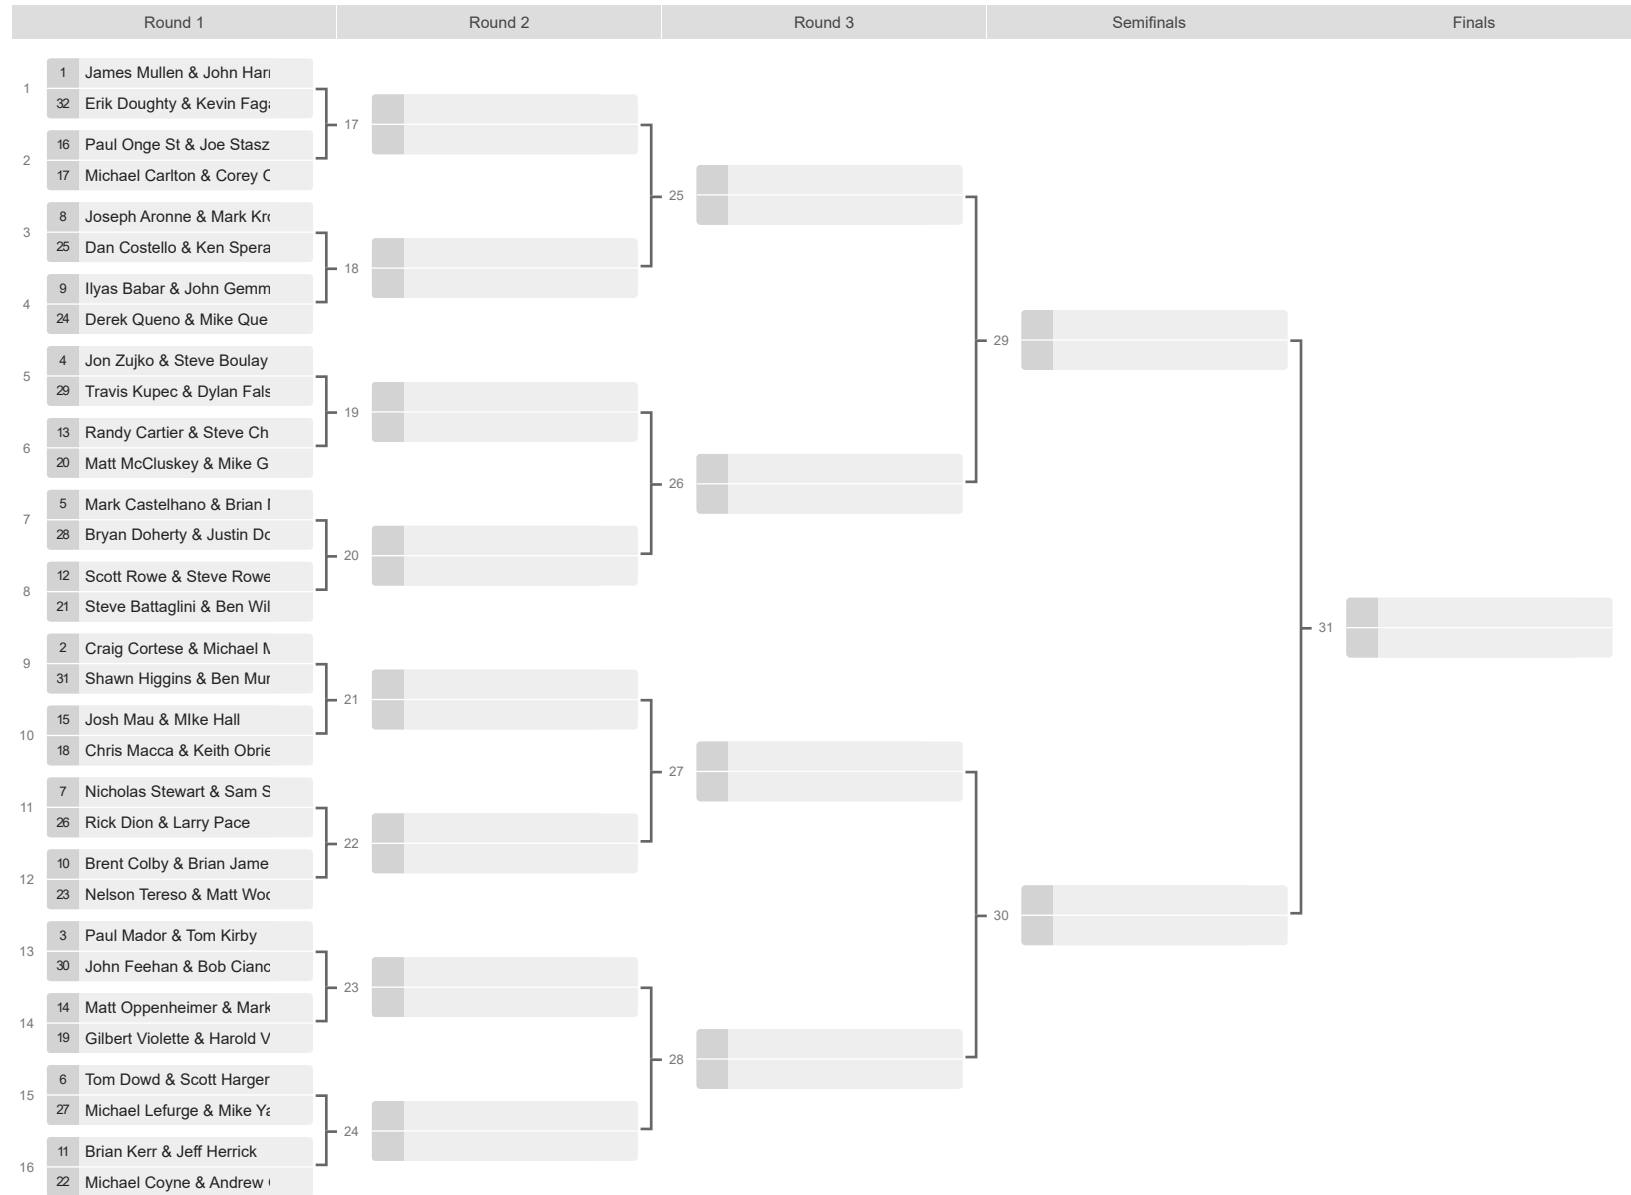 Round 1 Round 2 Round 3 Semifinals Finals
1 James Mullen & John Harr
1
32 Erik Doughty & Kevin Faga
17
16 Paul Onge St & Joe Stasz
2
17 Michael Carlton & Corey C
25
8 Joseph Aronne & Mark Kro
3
25 Dan Costello & Ken Spera
18
9 Ilyas Babar & John Gemm
4
24 Derek Queno & Mike Que
29
4 Jon Zujko & Steve Boulay
5
29 Travis Kupec & Dylan Fals
19
13 Randy Cartier & Steve Ch
6
20 Matt McCluskey & Mike G
26
5 Mark Castelhano & Brian
7
28 Bryan Doherty & Justin Do
20
12 Scott Rowe & Steve Rowe
8
21 Steve Battaglini & Ben Wil
31
2 Craig Cortese & Michael M
9
31 Shawn Higgins & Ben Mur
21
15 Josh Mau & MIke Hall
10
18 Chris Macca & Keith Obrie
27
7 Nicholas Stewart & Sam S
11
26 Rick Dion & Larry Pace
22
10 Brent Colby & Brian Jame
12
23 Nelson Tereso & Matt Woo
30
3 Paul Mador & Tom Kirby
13
30 John Feehan & Bob Cianc
23
14 Matt Oppenheimer & Mark
14
19 Gilbert Violette & Harold V
28
6 Tom Dowd & Scott Harger
15
27 Michael Lefurge & Mike Ya
24
11 Brian Kerr & Jeff Herrick
16
22 Michael Coyne & Andrew